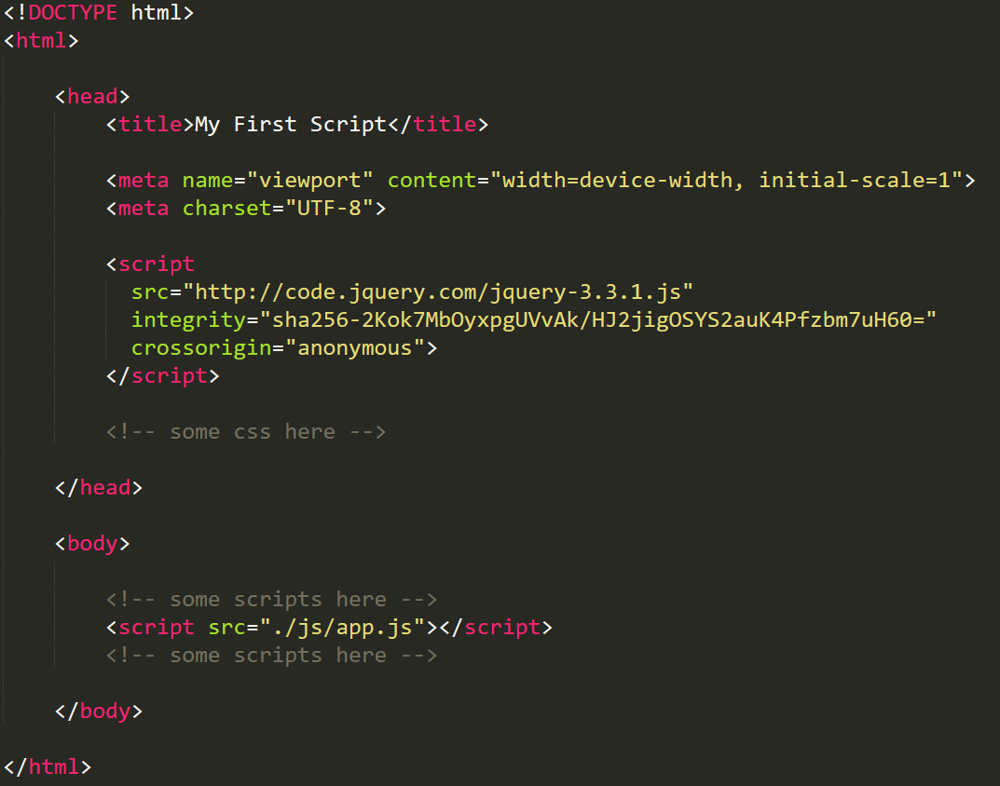 <!DOCTYPE html>
<html>
<head>
<title>My First Script</title>
<meta name="viewport" content="width=device-width, initial-scale=1">
<meta charset="UTF-8">
<script
src="http://code.jquery.com/jquery-3.3.1.js"
integrity="sha256-2Kok7MbOyxpgUVvAk/HJ2jigOSYS2auK4Pfzbm7uH60="
crossorigin="anonymous">
</script>
<!-- some css here -->
</head>
<body>
<!-- some scripts here -->
<script src="./js/app.js"></script>
<!-- some scripts here -->
</body>
</html>